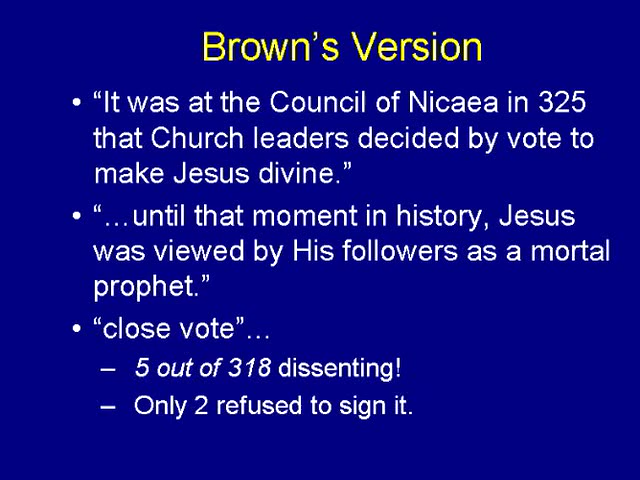 Brown’s Version
• “It was at the Council of Nicaea in 325
that Church leaders decided by vote to
make Jesus divine.”
• “…until that moment in history, Jesus
was viewed by His followers as a mortal
prophet.”
• “close vote”…
– 5 out of 318 dissenting!
– Only 2 refused to sign it.